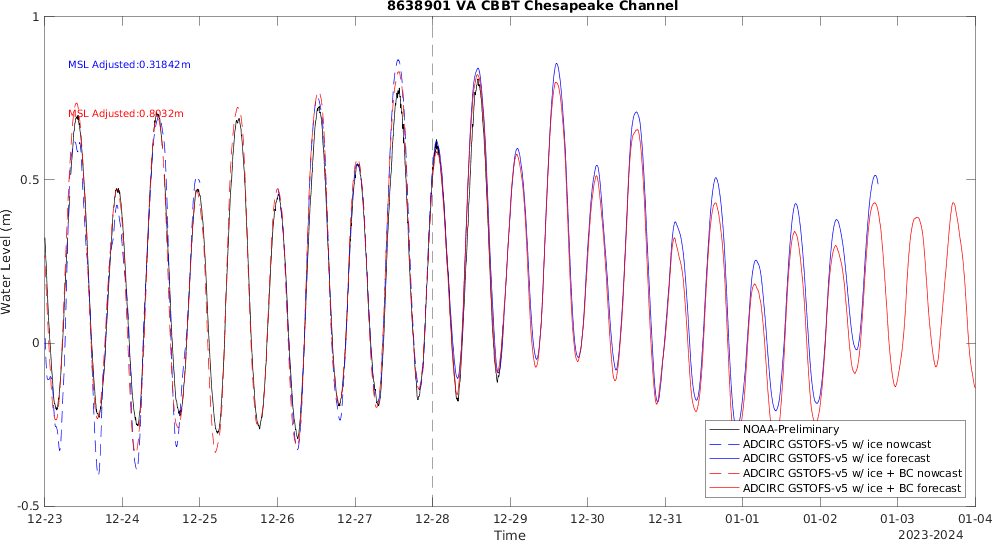 8638901 VA CBBT Chesapeake Channel
1
MSL Adjusted:0.31842m
MSL Adjusted:0.8032m
0.5
Water Level (m)
0
-0.5
NOAA-Preliminary
ADCIRC GSTOFS-v5 w/ ice nowcast
ADCIRC GSTOFS-v5 w/ ice forecast
ADCIRC GSTOFS-v5 w/ ice + BC nowcast
ADCIRC GSTOFS-v5 w/ ice + BC forecast
12-23 12-24 12-25 12-26 12-27 12-28 12-29 12-30 12-31 01-01 01-02 01-03 01-04
Time
2023-2024